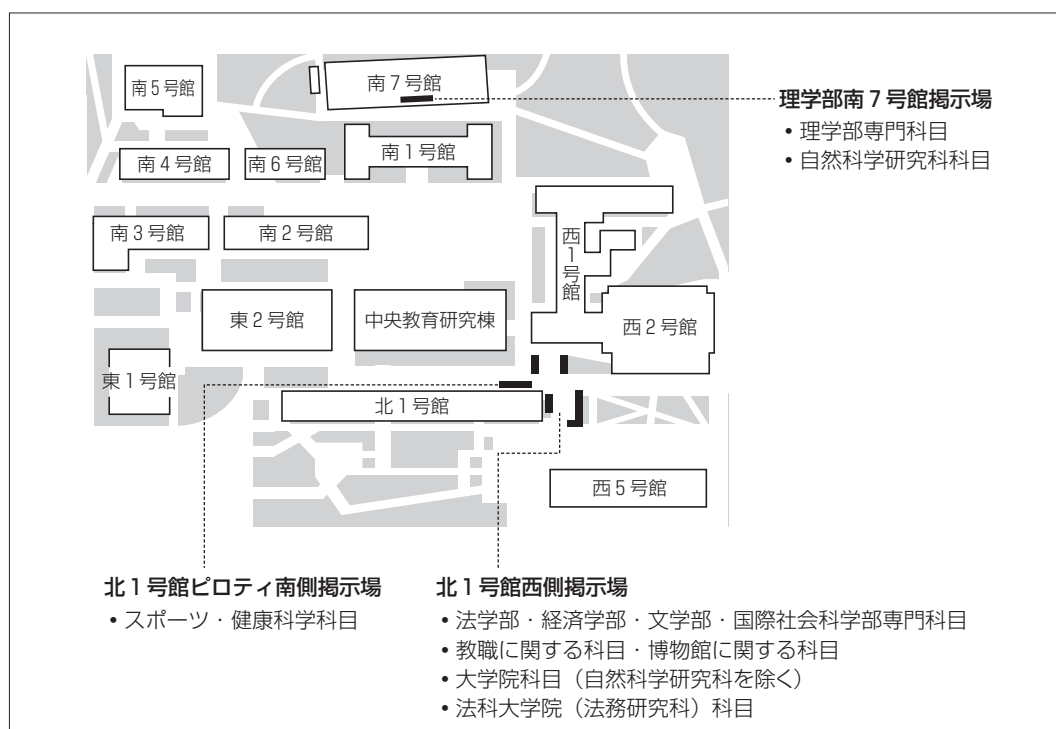 南5号館
南7号館
南4号館
南6号館
南1号館
理学部南7号館掲示場
• 理学部専門科目
• 自然科学研究科科目
南3号館
南2号館
西1号館
東2号館
中央教育研究棟
西2号館
東1号館
北1号館
西5号館
北1号館ピロティ南側掲示場
• スポーツ・健康科学科目
北1号館西側掲示場
• 法学部・経済学部・文学部・国際社会科学部専門科目
• 教職に関する科目・博物館に関する科目
• 大学院科目（自然科学研究科を除く）
• 法科大学院（法務研究科）科目